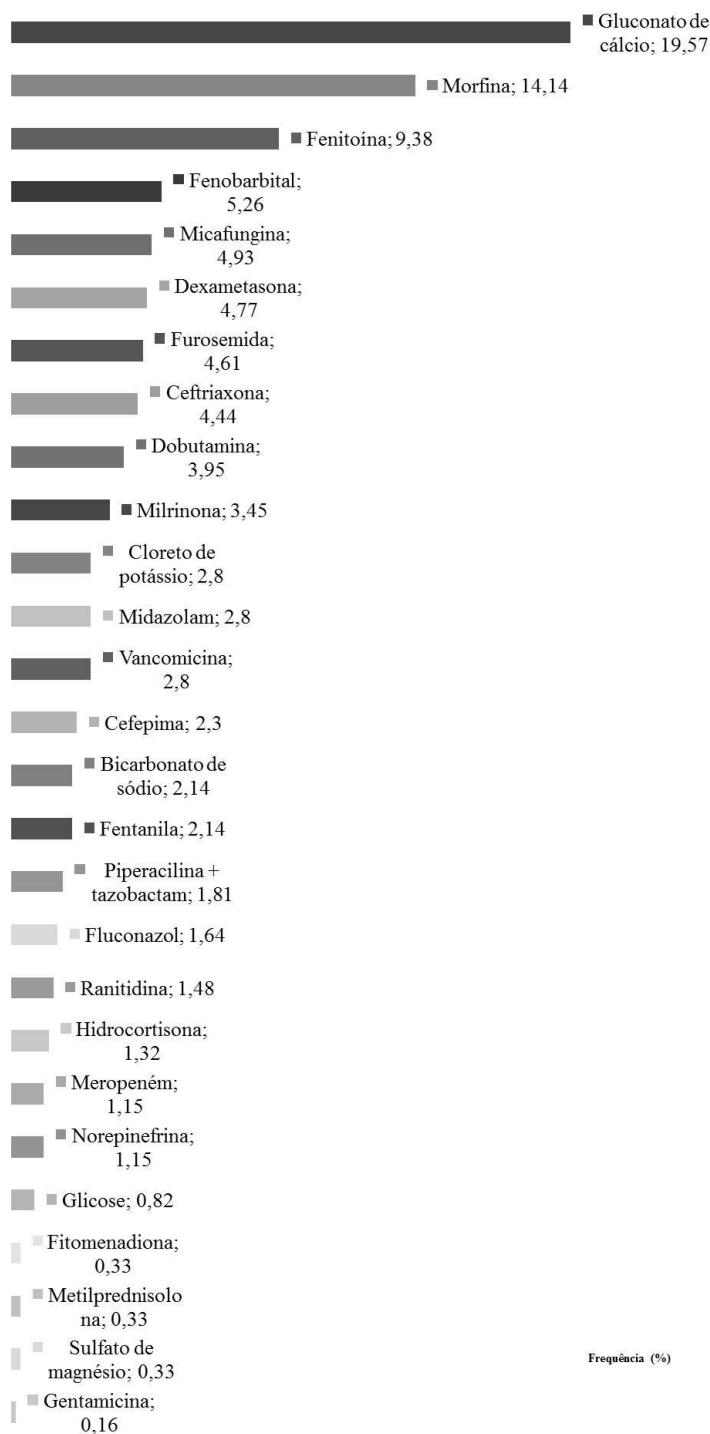 Gluconato de
cálcio; 19,57
Morfina; 14,14
Fenitoína; 9,38
Fenobarbital;
5,26
Micafungina;
4,93
Dexametasona;
4,77
Furosemida;
4,61
Ceftriaxona;
4,44
Dobutamina;
3,95
Milrinona; 3,45
Cloreto de
potássio; 2,8
Midazolam; 2,8
Vancomicina;
2,8
Cefepima; 2,3
Bicarbonato de
sódio; 2,14
Fentanila; 2,14
Piperacilina +
tazobactam; 1,81
Fluconazol; 1,64
Ranitidina; 1,48
Hidrocortisona;
1,32
Meropeném;
1,15
Norepinefrina;
1,15
Glicose; 0,82
Fitomenadiona;
0,33
Metilprednisolo
na; 0,33
Sulfato de
magnésio; 0,33
Frequência (%)
Gentamicina;
0,16